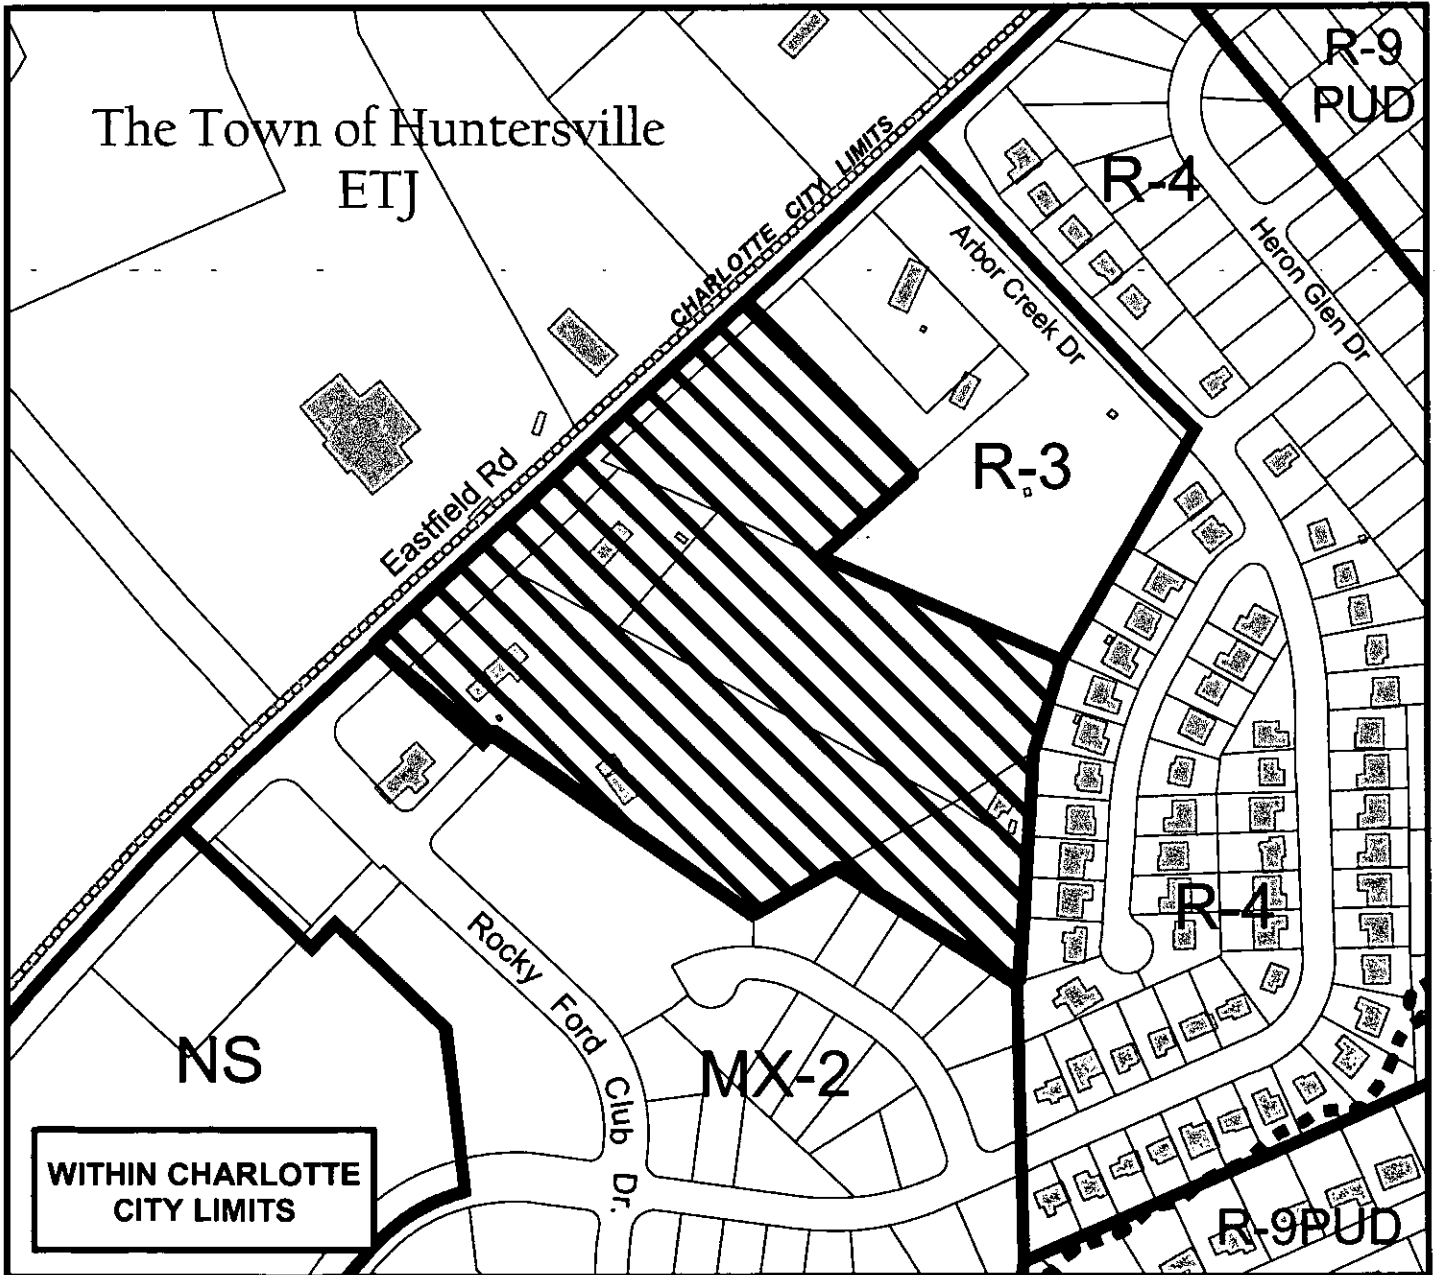 The Town of Huntersville
ETJ
R-9
PUD
CHARLOTTE CITY LIMITS
R-4
Arbor Creek Dr
Heron Glen Dr
R-3
Eastfield Rd
R-4
Rocky Ford Club Dr.
NS
MX-2
WITHIN CHARLOTTE
CITY LIMITS
R-9PUD